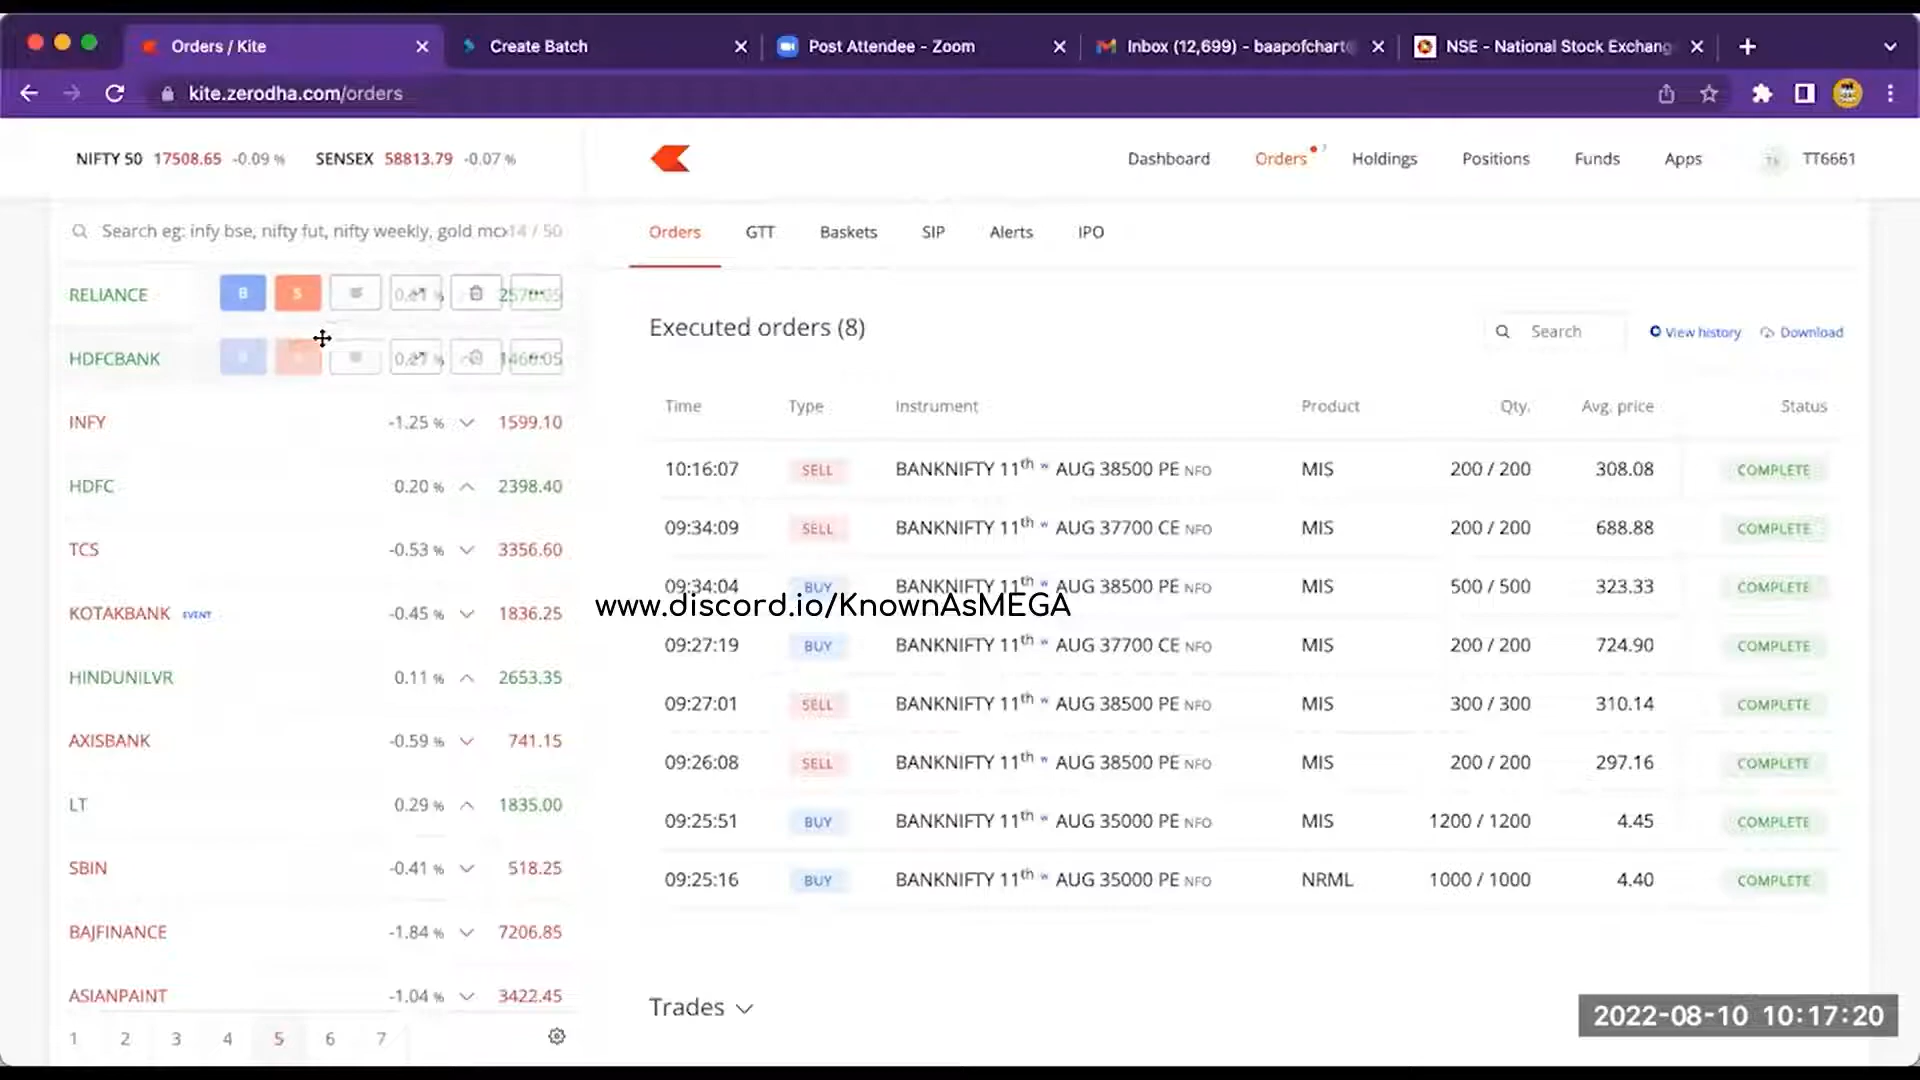 Orders / Kite
Create Batch
Post Attendee - Zoom
Inbox (12,699) - baapofchart
NSE - National Stock Exchang
kite.zerodha.com/orders
NIFTY 50 17508.65 -0.09 % SENSEX 58813.79 -0.07 %
Dashboard Orders Holdings Positions Funds Apps TT6661
Search eg: infy bse, nifty fut, nifty weekly, gold mcx 14 / 50
Orders GTT Baskets SIP Alerts IPO
RELIANCE B S
HDFCBANK 1460.05
INFY -1.25 % 1599.10
HDFC 0.20 % 2398.40
TCS -0.53 % 3356.60
KOTAKBANK EVENT -0.45 % 1836.25
HINDUNILVR 0.11 % 2653.35
AXISBANK -0.59 % 741.15
LT 0.29 % 1835.00
SBIN -0.41 % 518.25
BAJFINANCE -1.84 % 7206.85
ASIANPAINT -1.04 % 3422.45
1 2 3 4 5 6 7
Executed orders (8)
Search View history Download
Time Type Instrument Product Qty. Avg. price Status
10:16:07 SELL BANKNIFTY 11th w AUG 38500 PE NFO MIS 200 / 200 308.08 COMPLETE
09:34:09 SELL BANKNIFTY 11th w AUG 37700 CE NFO MIS 200 / 200 688.88 COMPLETE
09:34:04 BUY BANKNIFTY 11th w AUG 38500 PE NFO MIS 500 / 500 323.33 COMPLETE
www.discord.io/KnownAsMEGA
09:27:19 BUY BANKNIFTY 11th w AUG 37700 CE NFO MIS 200 / 200 724.90 COMPLETE
09:27:01 SELL BANKNIFTY 11th w AUG 38500 PE NFO MIS 300 / 300 310.14 COMPLETE
09:26:08 SELL BANKNIFTY 11th w AUG 38500 PE NFO MIS 200 / 200 297.16 COMPLETE
09:25:51 BUY BANKNIFTY 11th w AUG 35000 PE NFO MIS 1200 / 1200 4.45 COMPLETE
09:25:16 BUY BANKNIFTY 11th w AUG 35000 PE NFO NRML 1000 / 1000 4.40 COMPLETE
Trades
2022-08-10 10:17:20